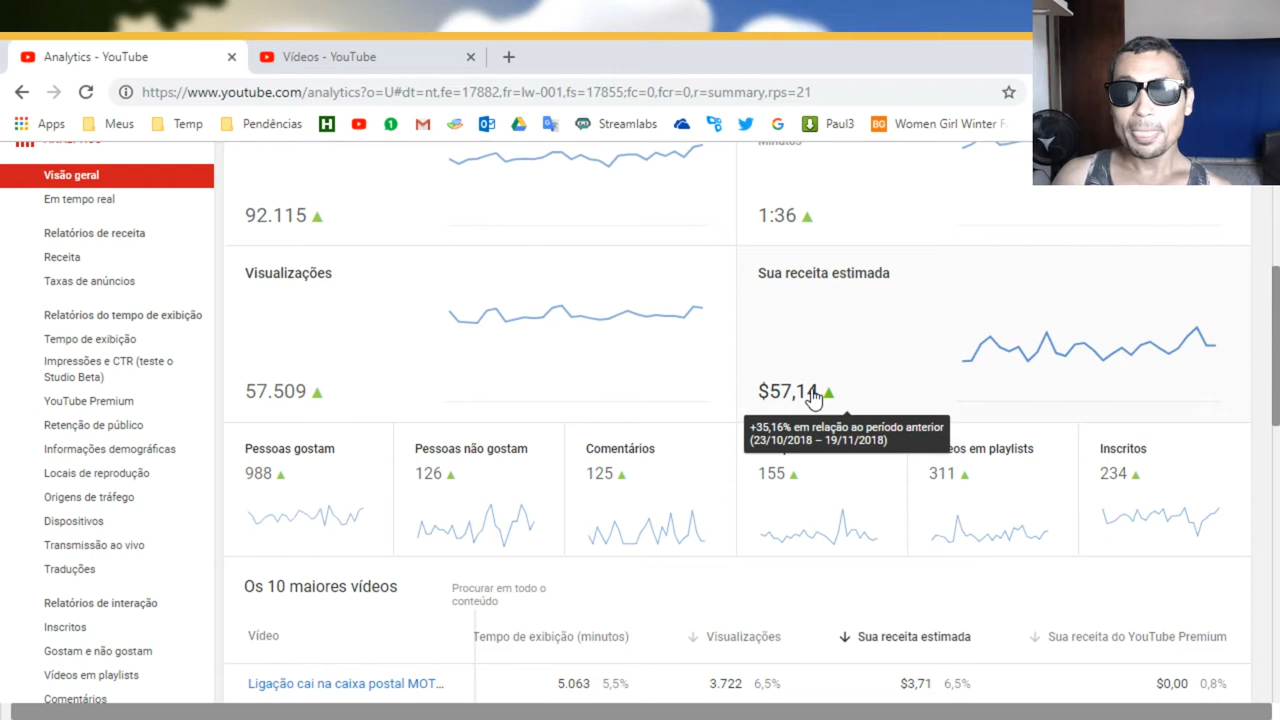 Analytics - YouTube
Vídeos - YouTube
https://www.youtube.com/analytics?o=U#dt=nt,fe=17882,fr=lw-001,fs=17855;fc=0,fcr=0,r=summary,rps=21
Apps Meus Temp Pendências Streamlabs Paul3 Women Girl Winter F
Visão geral
Em tempo real
Relatórios de receita
Receita
Taxas de anúncios
Relatórios do tempo de exibição
Tempo de exibição
Impressões e CTR (teste o
Studio Beta)
YouTube Premium
Retenção de público
Informações demográficas
Locais de reprodução
Origens de tráfego
Dispositivos
Transmissão ao vivo
Traduções
Relatórios de interação
Inscritos
Gostam e não gostam
Vídeos em playlists
Comentários
Minutos
92.115
1:36
Visualizações
57.509
Sua receita estimada
$57,14
+35,16% em relação ao período anterior
(23/10/2018 – 19/11/2018)
Pessoas gostam
988
Pessoas não gostam
126
Comentários
125
155
eos em playlists
311
Inscritos
234
Os 10 maiores vídeos
Procurar em todo o
conteúdo
Vídeo Tempo de exibição (minutos) Visualizações Sua receita estimada Sua receita do YouTube Premium
Ligação cai na caixa postal MOT... 5.063 5,5% 3.722 6,5% $3,71 6,5% $0,00 0,8%